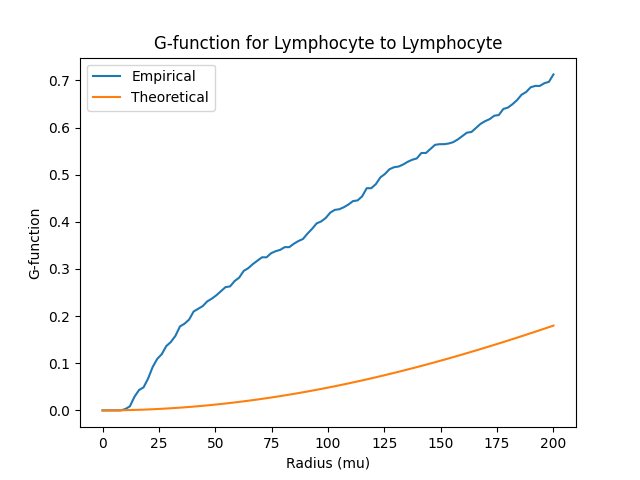 G-function for Lymphocyte to Lymphocyte
Empirical
Theoretical
G-function
0.7
0.6
0.5
0.4
0.3
0.2
0.1
0.0
0 25 50 75 100 125 150 175 200
Radius (mu)